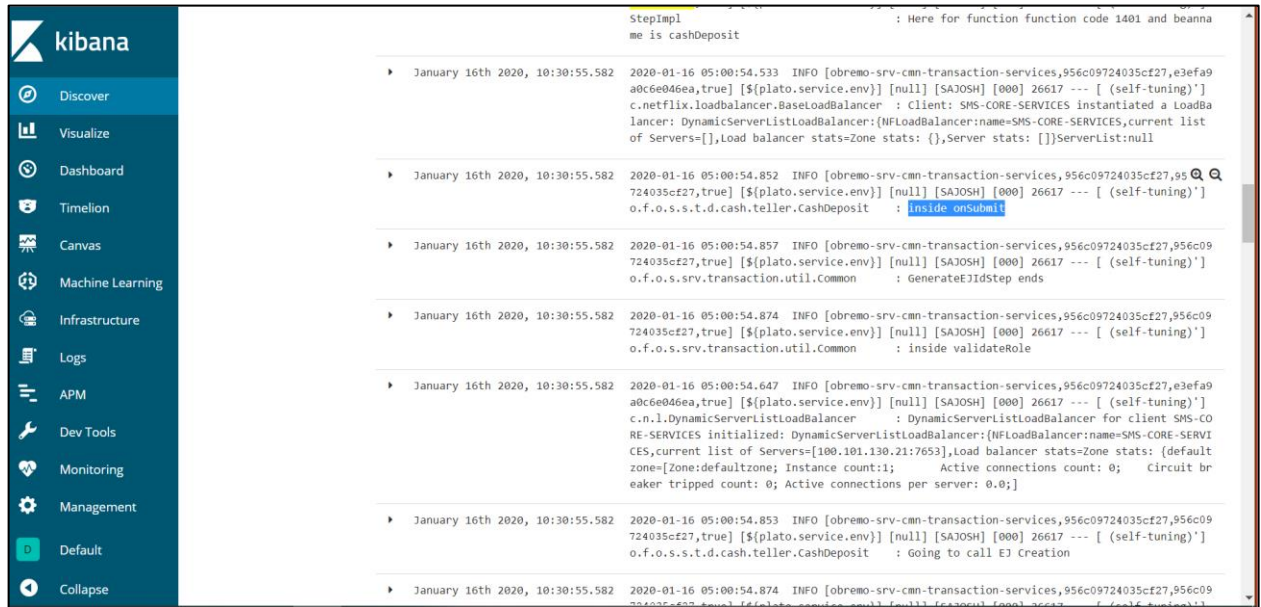 kibana
Discover
Visualize
Dashboard
Timelion
Canvas
Machine Learning
Infrastructure
Logs
APM
Dev Tools
Monitoring
Management
D Default
Collapse
StepImpl : Here for function function code 1401 and beanna
me is cashDeposit
January 16th 2020, 10:30:55.582 2020-01-16 05:00:54.533 INFO [obremo-srv-cmn-transaction-services,956c09724035cf27,e3efa9
a0c6e046ea,true] [${plato.service.env}] [null] [SAJOSH] [000] 26617 --- [ (self-tuning)']
c.netflix.loadbalancer.BaseLoadBalancer : Client: SMS-CORE-SERVICES instantiated a LoadBa
lancer: DynamicServerListLoadBalancer:{NFLoadBalancer:name=SMS-CORE-SERVICES,current list
of Servers=[],Load balancer stats=Zone stats: {},Server stats: []}ServerList:null
January 16th 2020, 10:30:55.582 2020-01-16 05:00:54.852 INFO [obremo-srv-cmn-transaction-services,956c09724035cf27,95
724035cf27,true] [${plato.service.env}] [null] [SAJOSH] [000] 26617 --- [ (self-tuning)']
o.f.o.s.s.t.d.cash.teller.CashDeposit : inside onSubmit
January 16th 2020, 10:30:55.582 2020-01-16 05:00:54.857 INFO [obremo-srv-cmn-transaction-services,956c09724035cf27,956c09
724035cf27,true] [${plato.service.env}] [null] [SAJOSH] [000] 26617 --- [ (self-tuning)']
o.f.o.s.srv.transaction.util.Common : GenerateEJIdStep ends
January 16th 2020, 10:30:55.582 2020-01-16 05:00:54.874 INFO [obremo-srv-cmn-transaction-services,956c09724035cf27,956c09
724035cf27,true] [${plato.service.env}] [null] [SAJOSH] [000] 26617 --- [ (self-tuning)']
o.f.o.s.srv.transaction.util.Common : inside validateRole
January 16th 2020, 10:30:55.582 2020-01-16 05:00:54.647 INFO [obremo-srv-cmn-transaction-services,956c09724035cf27,e3efa9
a0c6e046ea,true] [${plato.service.env}] [null] [SAJOSH] [000] 26617 --- [ (self-tuning)']
c.n.l.DynamicServerListLoadBalancer : DynamicServerListLoadBalancer for client SMS-CO
RE-SERVICES initialized: DynamicServerListLoadBalancer:{NFLoadBalancer:name=SMS-CORE-SERVI
CES,current list of Servers=[100.101.130.21:7653],Load balancer stats=Zone stats: {default
zone=[Zone:defaultzone; Instance count:1; Active connections count: 0; Circuit br
eaker tripped count: 0; Active connections per server: 0.0;]
January 16th 2020, 10:30:55.582 2020-01-16 05:00:54.853 INFO [obremo-srv-cmn-transaction-services,956c09724035cf27,956c09
724035cf27,true] [${plato.service.env}] [null] [SAJOSH] [000] 26617 --- [ (self-tuning)']
o.f.o.s.s.t.d.cash.teller.CashDeposit : Going to call EJ Creation
January 16th 2020, 10:30:55.582 2020-01-16 05:00:54.874 INFO [obremo-srv-cmn-transaction-services,956c09724035cf27,956c09